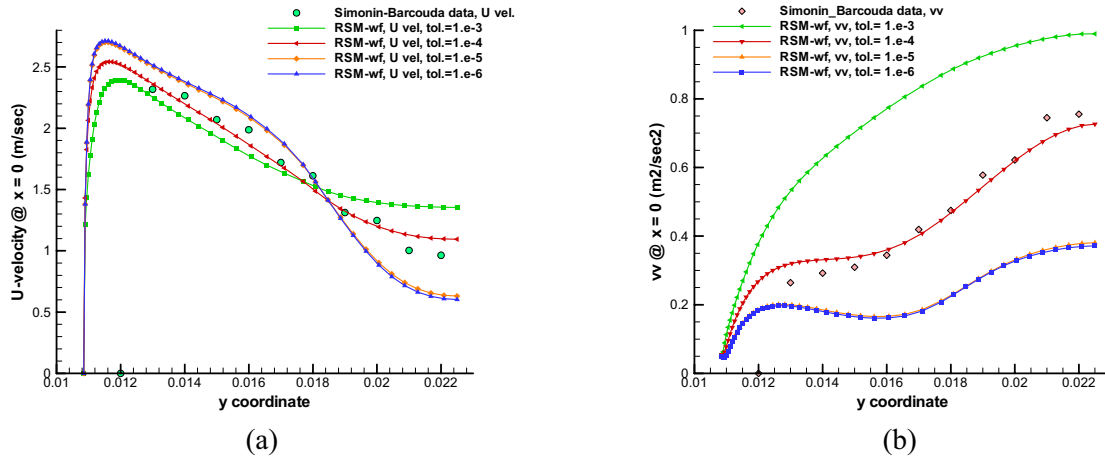 Simonin-Barcouda data, U vel.
RSM-wf, U vel, tol.=1.e-3
RSM-wf, U vel, tol.=1.e-4
RSM-wf, U vel, tol.=1.e-5
RSM-wf, U vel, tol.=1.e-6
U-velocity @ x = 0 (m/sec)
2.5
2
1.5
1
0.5
0
0.01
0.012
0.014
0.016
0.018
0.02
0.022
y coordinate
(a)
Simonin_Barcouda data, vv
RSM-wf, vv, tol.= 1.e-3
RSM-wf, vv, tol.= 1.e-4
RSM-wf, vv, tol.= 1.e-5
RSM-wf, vv, tol.= 1.e-6
vv @ x = 0 (m2/sec2)
1
0.8
0.6
0.4
0.2
0
0.01
0.012
0.014
0.016
0.018
0.02
0.022
y coordinate
(b)